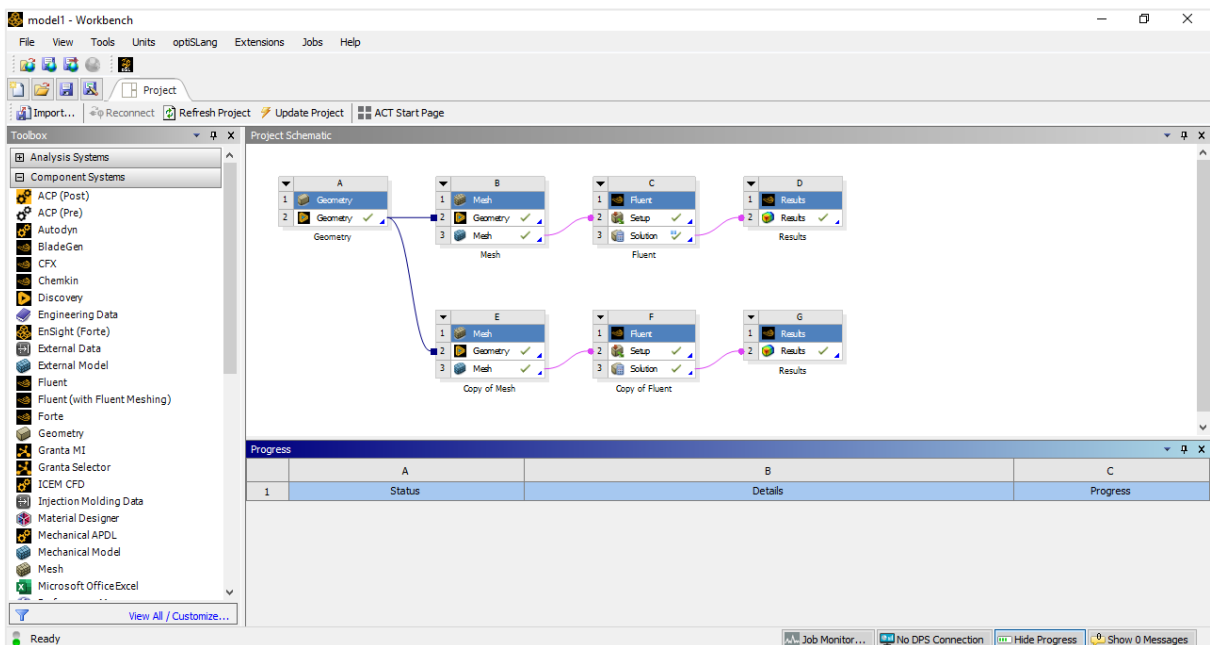 model1 - Workbench
File View Tools Units optiSLang Extensions Jobs Help
Project
Import... Reconnect Refresh Project Update Project ACT Start Page
Toolbox
Analysis Systems
Component Systems
ACP (Post)
ACP (Pre)
Autodyn
BladeGen
CFX
Chemkin
Discovery
Engineering Data
EnSight (Forte)
External Data
External Model
Fluent
Fluent (with Fluent Meshing)
Forte
Geometry
Granta MI
Granta Selector
ICEM CFD
Injection Molding Data
Material Designer
Mechanical APDL
Mechanical Model
Mesh
Microsoft Office Excel
View All / Customize...
Project Schematic
A
1 Geometry
2 Geometry
Geometry
B
1 Mesh
2 Geometry
3 Mesh
Mesh
C
1 Fluent
2 Setup
3 Solution
Fluent
D
1 Results
2 Results
Results
E
1 Mesh
2 Geometry
3 Mesh
Copy of Mesh
F
1 Fluent
2 Setup
3 Solution
Copy of Fluent
G
1 Results
2 Results
Results
Progress
A B C
1 Status Details Progress
Ready Job Monitor... No DPS Connection Hide Progress Show 0 Messages